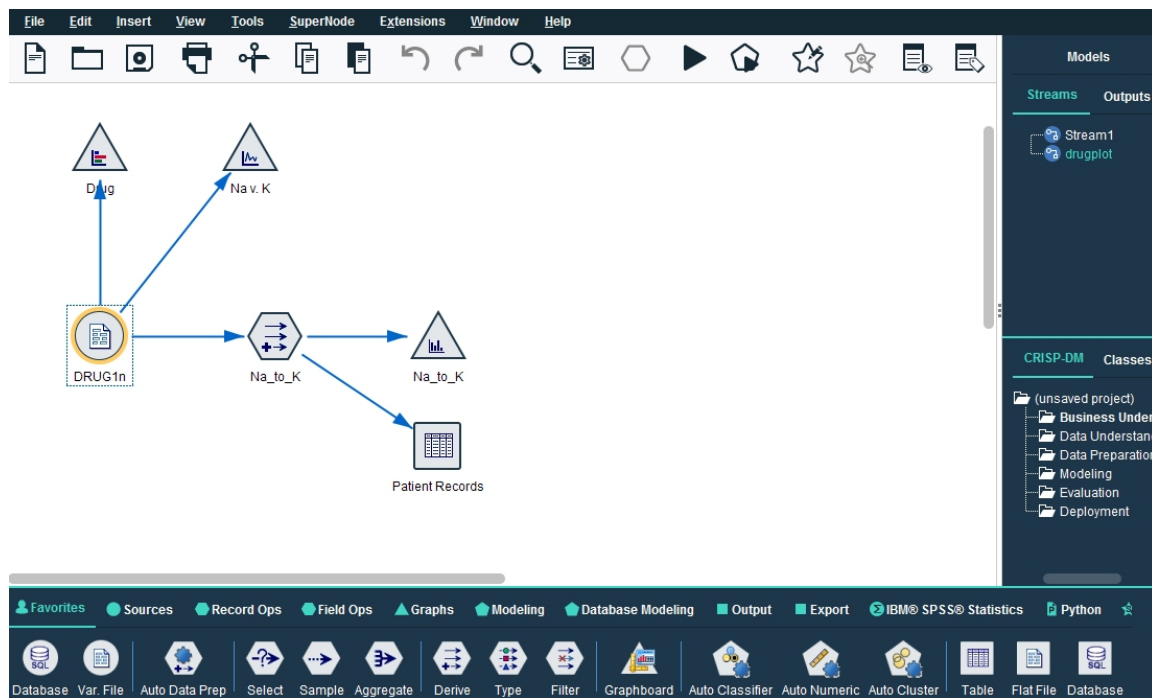 File Edit Insert View Tools SuperNode Extensions Window Help
Models
Streams Outputs
Stream1
drugplot
Drug
Na v. K
DRUG1n
Na_to_K
Na_to_K
Patient Records
CRISP-DM Classes
(unsaved project)
Business Under
Data Understan
Data Preparation
Modeling
Evaluation
Deployment
Favorites Sources Record Ops Field Ops Graphs Modeling Database Modeling Output Export IBM® SPSS® Statistics Python
SQL SQL
Database Var. File Auto Data Prep Select Sample Aggregate Derive Type Filter Graphboard Auto Classifier Auto Numeric Auto Cluster Table Flat File Database